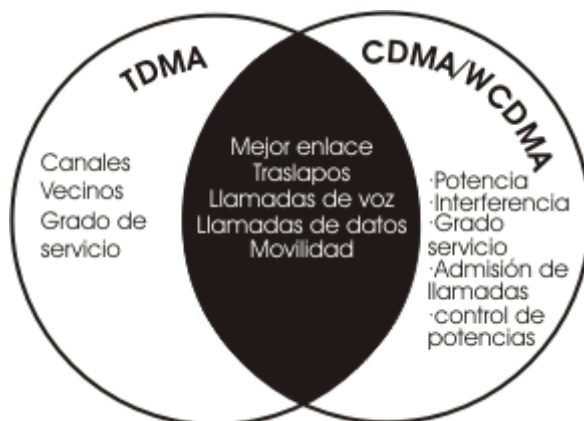 TDMA
Canales
Vecinos
Grado de
servicio
Mejor enlace
Traslapos
Llamadas de voz
Llamadas de datos
Movilidad
CDMA/WCDMA
·Potencia
·Interferencia
·Grado
servicio
·Admisión de
llamadas
·control de
potencias